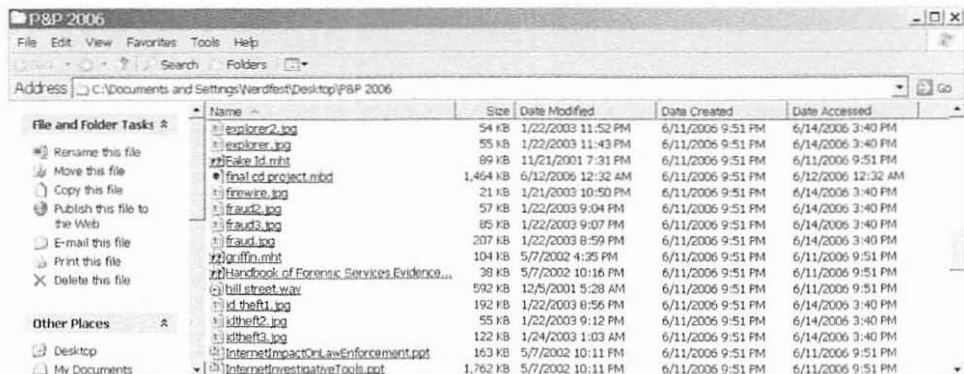 P&P 2006
File Edit View Favorites Tools Help
Search Folders
Address C:\Documents and Settings\Nerdfest\Desktop\P&P 2006 Go
File and Folder Tasks
Rename this file
Move this file
Copy this file
Publish this file to
the Web
E-mail this file
Print this file
Delete this file
Other Places
Desktop
My Documents
Name Size Date Modified Date Created Date Accessed
explorer2.jpg 54 KB 1/22/2003 11:52 PM 6/11/2006 9:51 PM 6/14/2006 3:40 PM
explorer.jpg 55 KB 1/22/2003 11:43 PM 6/11/2006 9:51 PM 6/14/2006 3:40 PM
Fake Id.mht 89 KB 11/21/2001 7:31 PM 6/11/2006 9:51 PM 6/11/2006 9:51 PM
final cd project.mbd 1,464 KB 6/12/2006 12:32 AM 6/11/2006 9:51 PM 6/12/2006 12:32 AM
firewire.jpg 21 KB 1/21/2003 10:50 PM 6/11/2006 9:51 PM 6/14/2006 3:40 PM
fraud2.jpg 57 KB 1/22/2003 9:04 PM 6/11/2006 9:51 PM 6/14/2006 3:40 PM
fraud3.jpg 85 KB 1/22/2003 9:07 PM 6/11/2006 9:51 PM 6/14/2006 3:40 PM
fraud.jpg 207 KB 1/22/2003 8:59 PM 6/11/2006 9:51 PM 6/14/2006 3:40 PM
griffin.mht 104 KB 5/7/2002 4:35 PM 6/11/2006 9:51 PM 6/11/2006 9:51 PM
Handbook of Forensic Services Evidence... 38 KB 5/7/2002 10:16 PM 6/11/2006 9:51 PM 6/11/2006 9:51 PM
hill street.wav 592 KB 12/5/2001 5:28 AM 6/11/2006 9:51 PM 6/11/2006 9:51 PM
id theft1.jpg 192 KB 1/22/2003 8:56 PM 6/11/2006 9:51 PM 6/14/2006 3:40 PM
idtheft2.jpg 55 KB 1/22/2003 9:12 PM 6/11/2006 9:51 PM 6/14/2006 3:40 PM
idtheft3.jpg 122 KB 1/24/2003 1:03 AM 6/11/2006 9:51 PM 6/14/2006 3:40 PM
InternetImpactOnLawEnforcement.ppt 163 KB 5/7/2002 10:11 PM 6/11/2006 9:51 PM 6/11/2006 9:51 PM
InternetInvestigativeTools.ppt 1,762 KB 5/7/2002 10:11 PM 6/11/2006 9:51 PM 6/11/2006 9:51 PM